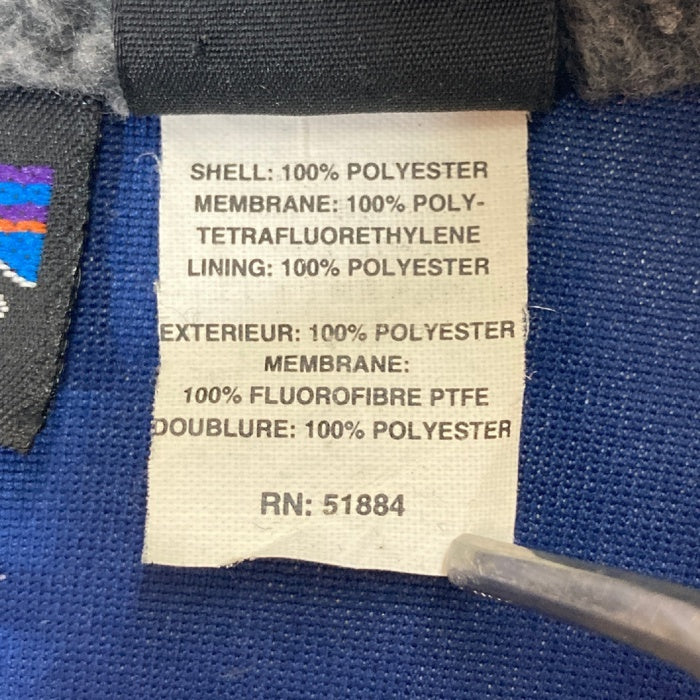 SHELL: 100% POLYESTER
MEMBRANE: 100% POLY-
TETRAFLUORETHYLENE
LINING: 100% POLYESTER
EXTERIEUR: 100% POLYESTER
MEMBRANE:
100% FLUOROFIBRE PTFE
DOUBLURE: 100% POLYESTER
RN: 51884